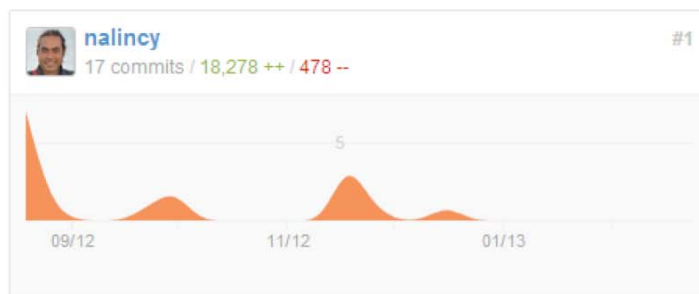 nalincy #1
17 commits / 18,278 ++ / 478 --
5
09/12 11/12 01/13